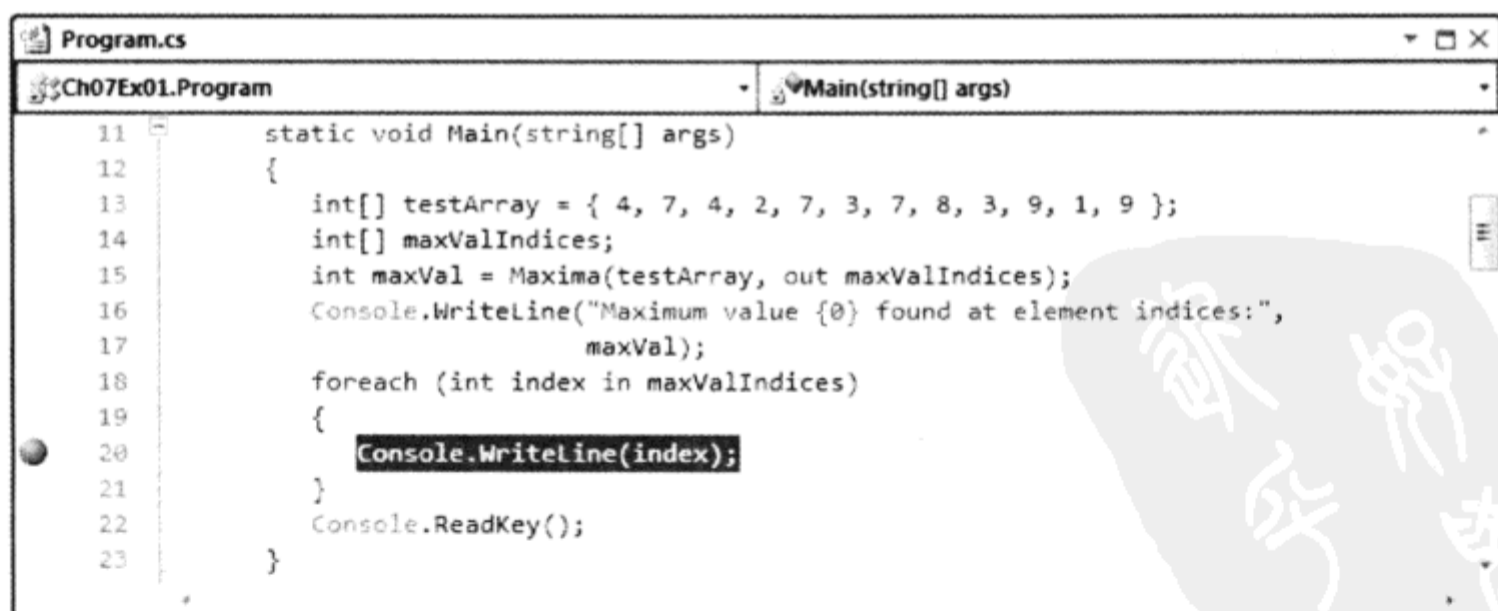 Program.cs
Ch07Ex01.Program
Main(string[] args)
11 static void Main(string[] args)
12 {
13 int[] testArray = { 4, 7, 4, 2, 7, 3, 7, 8, 3, 9, 1, 9 };
14 int[] maxValIndices;
15 int maxVal = Maxima(testArray, out maxValIndices);
16 Console.WriteLine("Maximum value {0} found at element indices:",
17 maxVal);
18 foreach (int index in maxValIndices)
19 {
20 Console.WriteLine(index);
21 }
22 Console.ReadKey();
23 }